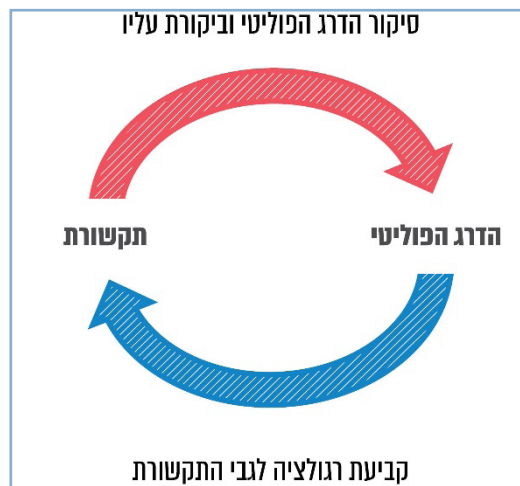 סיקור הדרג הפוליטי וביקורת עליו
הדרג הפוליטי
תקשורת
קביעת רגולציה לגבי התקשורת